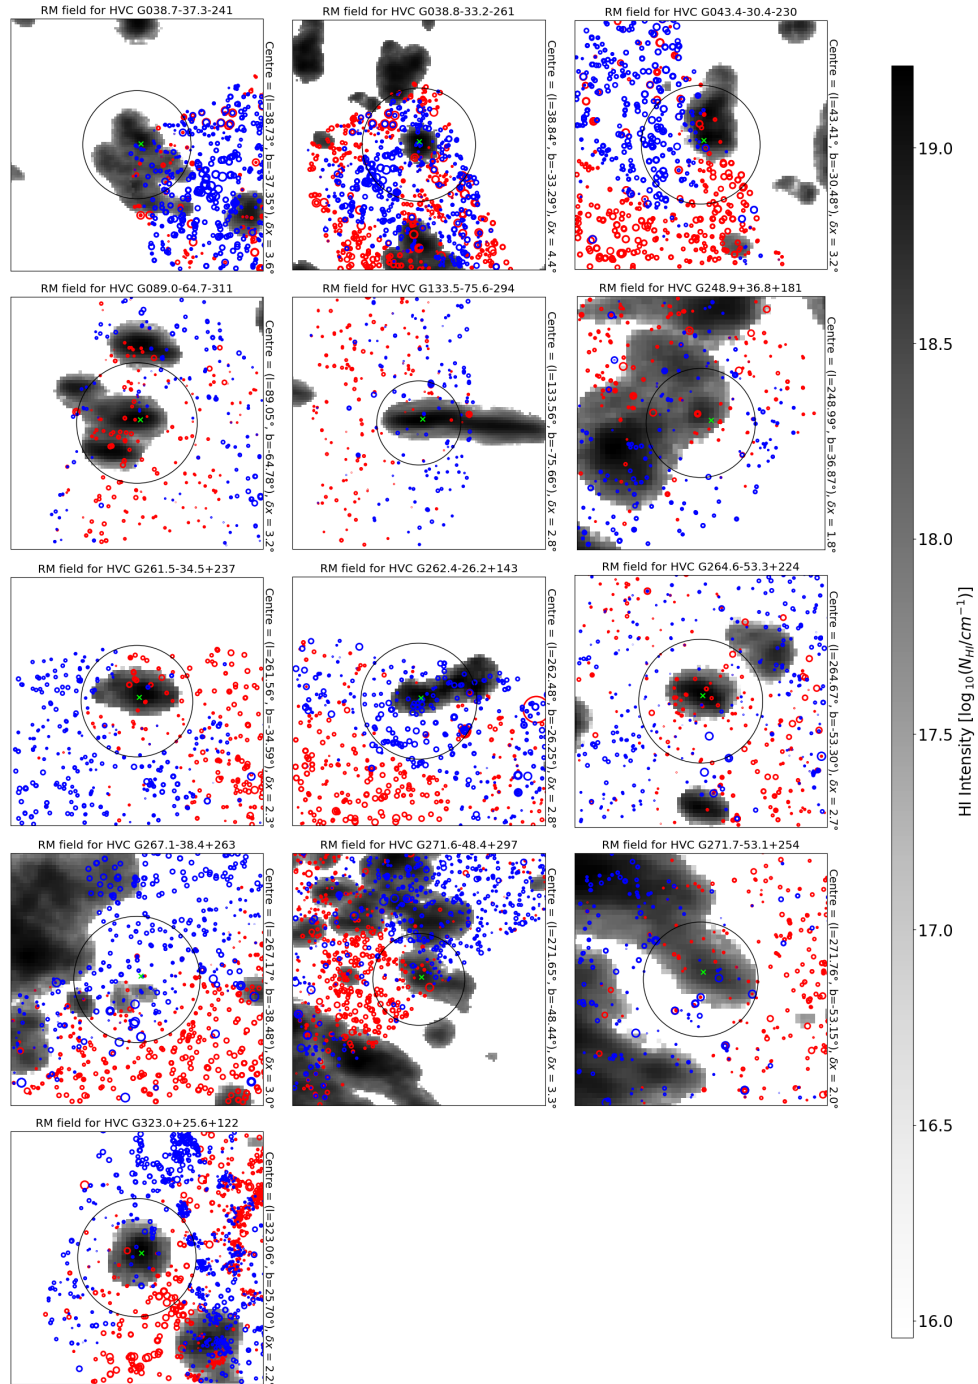 RM field for HVC G038.7-37.3-241
Centre = (l=38.73°, b=-37.35°), δx = 3.6°
RM field for HVC G038.8-33.2-261
Centre = (l=38.84°, b=-33.29°), δx = 4.4°
RM field for HVC G043.4-30.4-230
Centre = (l=43.41°, b=-30.48°), δx = 3.2°
RM field for HVC G089.0-64.7-311
Centre = (l=89.05°, b=-64.78°), δx = 3.2°
RM field for HVC G133.5-75.6-294
Centre = (l=133.56°, b=-75.66°), δx = 2.8°
RM field for HVC G248.9+36.8+181
Centre = (l=248.99°, b=36.87°), δx = 1.8°
RM field for HVC G261.5-34.5+237
Centre = (l=261.56°, b=-34.59°), δx = 2.3°
RM field for HVC G262.4-26.2+143
Centre = (l=262.48°, b=-26.25°), δx = 2.8°
RM field for HVC G264.6-53.3+224
Centre = (l=264.67°, b=-53.30°), δx = 2.7°
RM field for HVC G267.1-38.4+263
Centre = (l=267.17°, b=-38.48°), δx = 3.0°
RM field for HVC G271.6-48.4+297
Centre = (l=271.65°, b=-48.44°), δx = 3.3°
RM field for HVC G271.7-53.1+254
Centre = (l=271.76°, b=-53.15°), δx = 2.0°
RM field for HVC G323.0+25.6+122
Centre = (l=323.06°, b=25.70°), δx = 2.2°
19.0
18.5
18.0
17.5
17.0
16.5
16.0
HI Intensity [log₁₀(N_HI/cm⁻¹)]